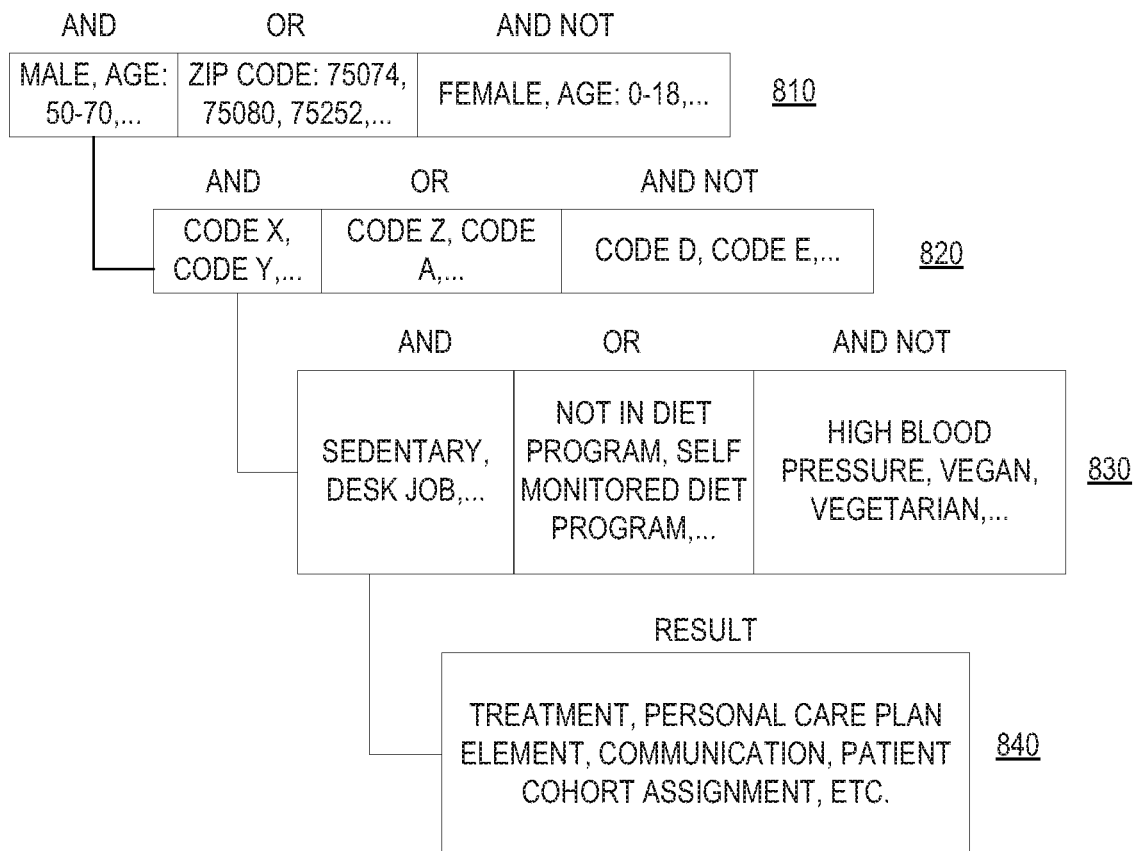 AND OR AND NOT
MALE, AGE: ZIP CODE: 75074,
50-70,... 75080, 75252,... FEMALE, AGE: 0-18,... 810
AND OR AND NOT
CODE X, CODE Z, CODE
CODE Y,... A,... CODE D, CODE E,... 820
AND OR AND NOT
SEDENTARY,
DESK JOB,...
NOT IN DIET
PROGRAM, SELF
MONITORED DIET
PROGRAM,...
HIGH BLOOD
PRESSURE, VEGAN,
VEGETARIAN,...
830
RESULT
TREATMENT, PERSONAL CARE PLAN
ELEMENT, COMMUNICATION, PATIENT
COHORT ASSIGNMENT, ETC.
840